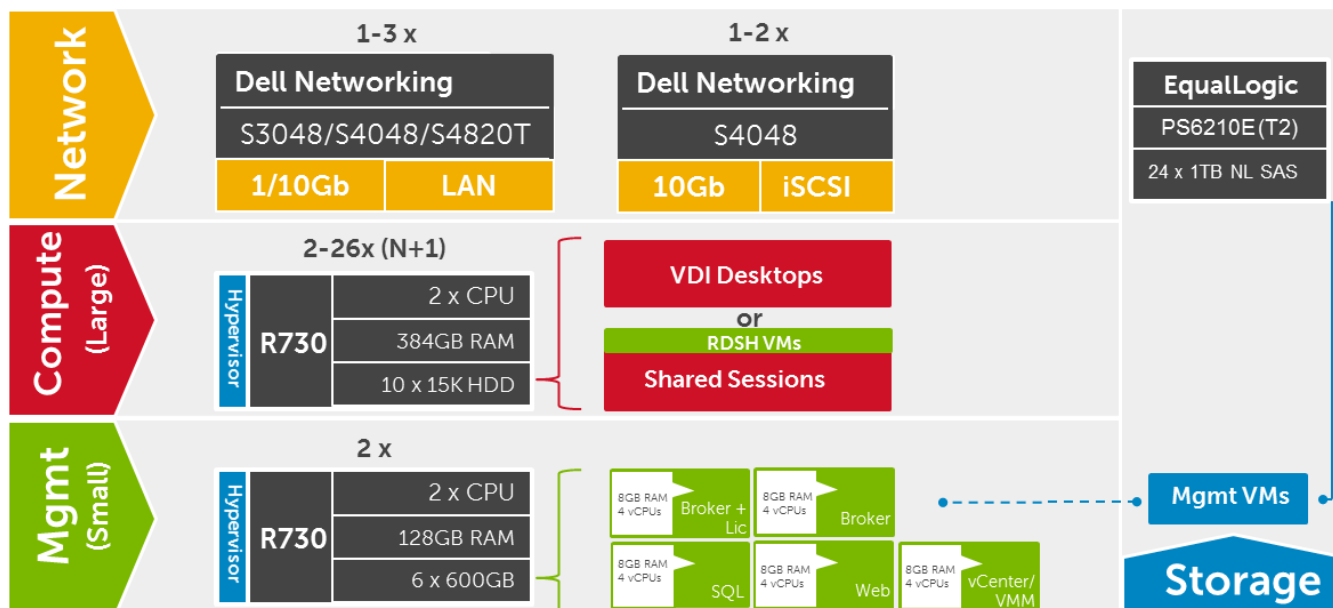 Network
1-3 x
Dell Networking
S3048/S4048/S4820T
1/10Gb
LAN
1-2 x
Dell Networking
S4048
10Gb
iSCSI
EqualLogic
PS6210E(T2)
24 x 1TB NL SAS
Compute
(Large)
2-26x (N+1)
Hypervisor
R730
2 x CPU
384GB RAM
10 x 15K HDD
VDI Desktops
or
RDSH VMs
Shared Sessions
Mgmt
(Small)
2 x
Hypervisor
R730
2 x CPU
128GB RAM
6 x 600GB
8GB RAM
4 vCPUs
Broker +
Lic
8GB RAM
4 vCPUs
Broker
8GB RAM
4 vCPUs
SQL
8GB RAM
4 vCPUs
Web
8GB RAM
4 vCPUs
vCenter/
VMM
Mgmt VMs
Storage